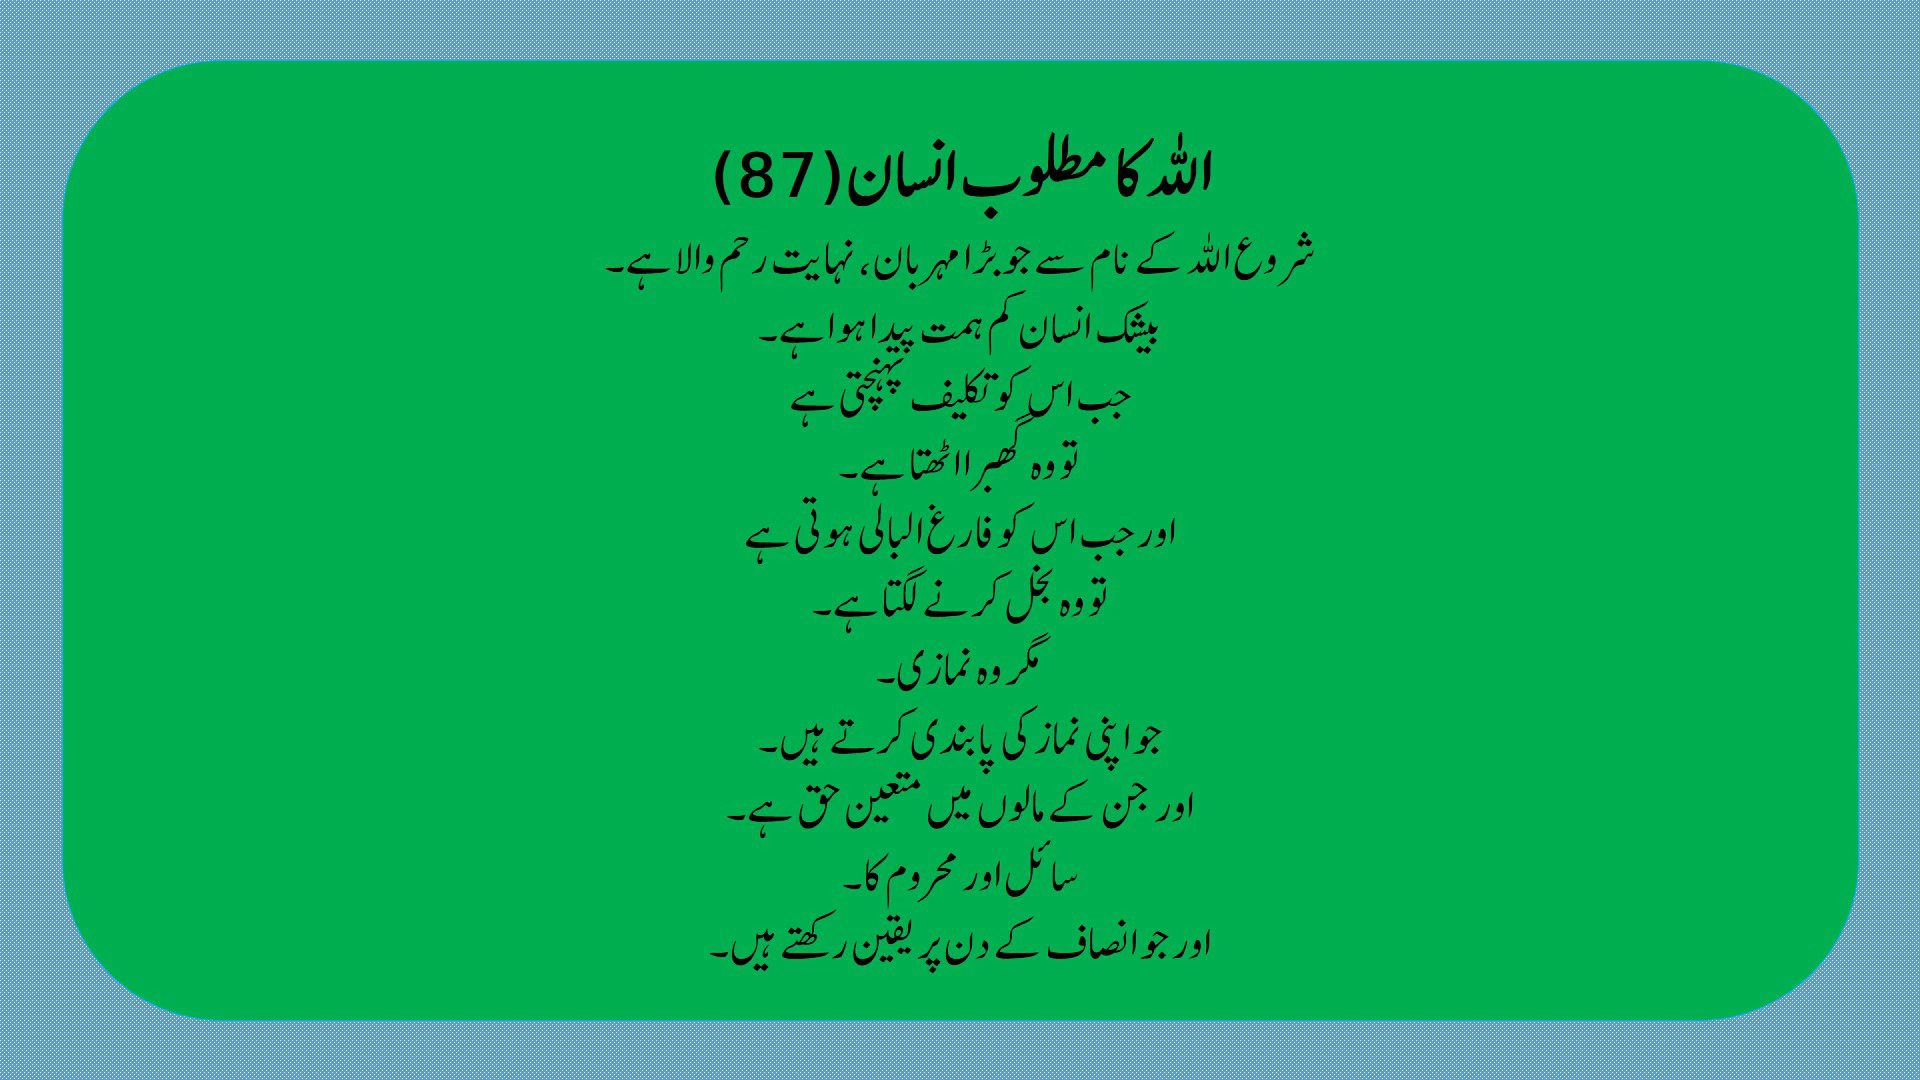 اللہ کا مطلوب انسان(87)
شروع اللہ کے نام سے جو بڑا مہربان، نہایت رحم والا ہے۔
بیشک انسان کم ہمت پیدا ہوا ہے۔
جب اس کو تکلیف پہنچتی ہے
تو وہ گھبرا اٹھتا ہے۔
اور جب اس کو فارغ البالی ہوتی ہے
تو وہ بخل کرنے لگتا ہے۔
مگر وہ نمازی۔
جو اپنی نماز کی پابندی کرتے ہیں۔
اور جن کے مالوں میں متعین حق ہے۔
سائل اور محروم کا۔
اور جو انصاف کے دن پر یقین رکھتے ہیں۔